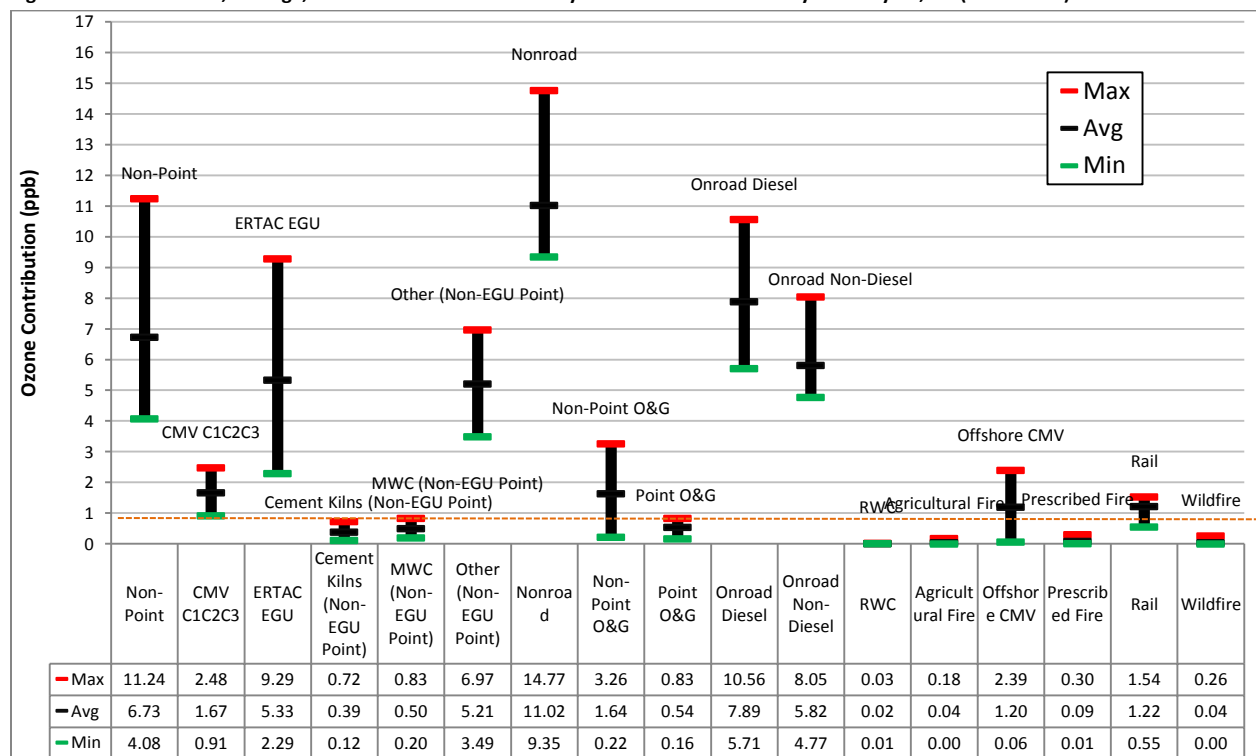 17
16
15
14
13
12
11
10
9
8
7
6
5
4
3
2
1
0
Ozone Contribution (ppb)
Max
Avg
Min
Nonroad
Non-Point
Onroad Diesel
ERTAC EGU
Onroad Non-Diesel
Other (Non-EGU Point)
Non-Point O&G
CMV C1C2C3
Offshore CMV
Rail
MWC (Non-EGU Point)
Cement Kilns (Non-EGU Point)
Point O&G
RWC
Agricultural Fire
Prescribed Fire
Wildfire
Non-
Point
CMV
C1C2C3
ERTAC
EGU
Cement
Kilns
(Non-
EGU
Point)
MWC
(Non-
EGU
Point)
Other
(Non-
EGU
Point)
Nonroa
d
Non-
Point
O&G
Point
O&G
Onroad
Diesel
Onroad
Non-
Diesel
RWC
Agricult
ural Fire
Offshor
e CMV
Prescrib
ed Fire
Rail
Wildfire
Max 11.24 2.48 9.29 0.72 0.83 6.97 14.77 3.26 0.83 10.56 8.05 0.03 0.18 2.39 0.30 1.54 0.26
Avg 6.73 1.67 5.33 0.39 0.50 5.21 11.02 1.64 0.54 7.89 5.82 0.02 0.04 1.20 0.09 1.22 0.04
Min 4.08 0.91 2.29 0.12 0.20 3.49 9.35 0.22 0.16 5.71 4.77 0.01 0.00 0.06 0.01 0.55 0.00